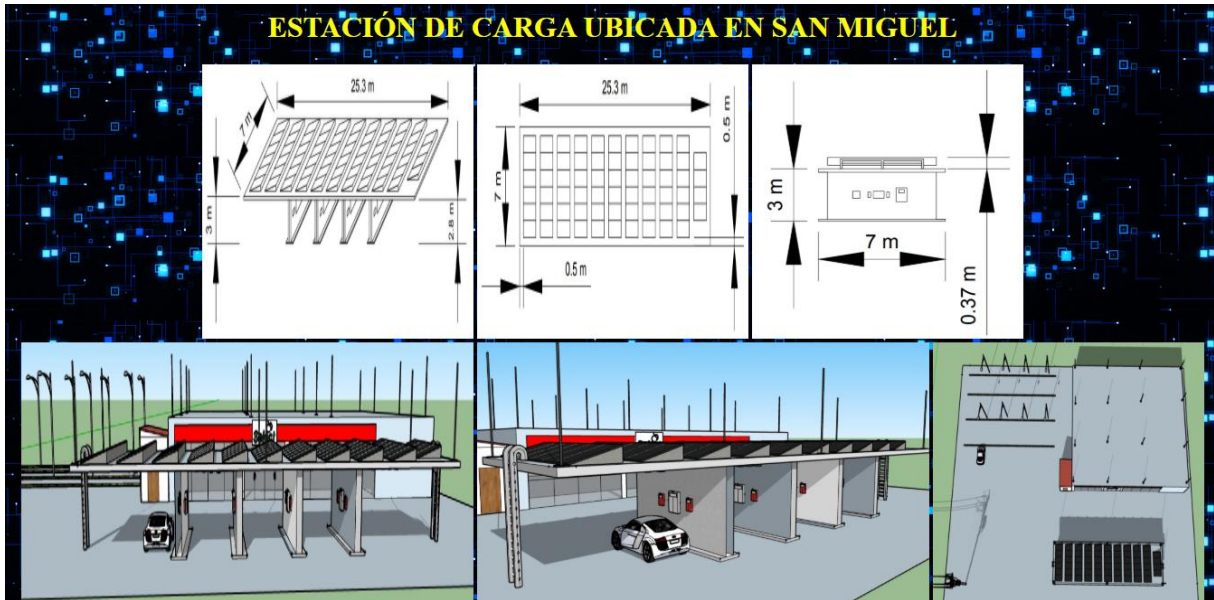 ESTACIÓN DE CARGA UBICADA EN SAN MIGUEL
25.3 m
7 m
3 m
2.8 m
25.3 m
0.5 m
7 m
0.5 m
3 m
7 m
0.37 m